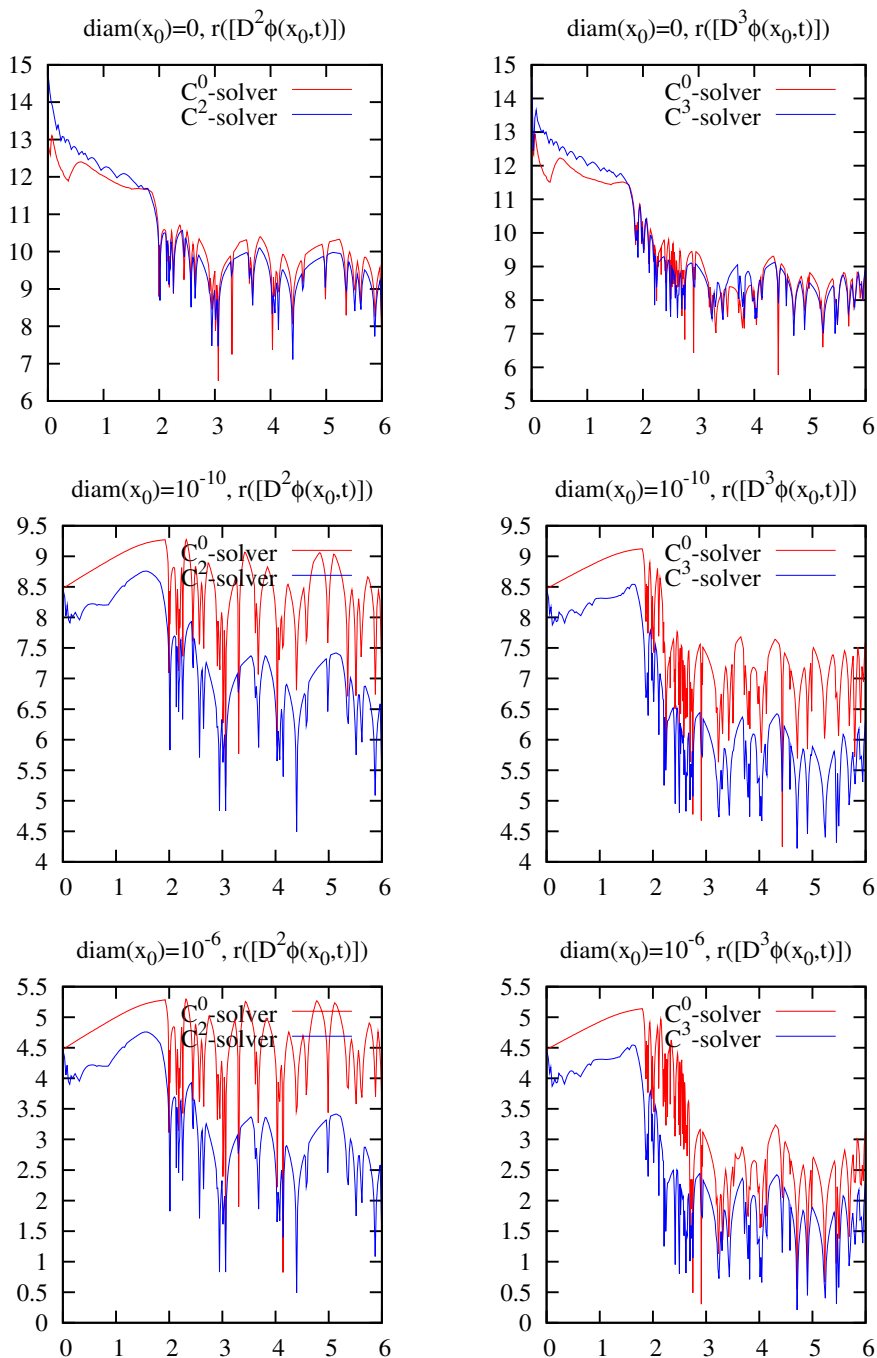 diam(x₀)=0, r([D²ϕ(x₀,t)])
15
14
13
12
11
10
9
8
7
6
0 1 2 3 4 5 6
C⁰-solver
C²-solver
diam(x₀)=0, r([D³ϕ(x₀,t)])
15
14
13
12
11
10
9
8
7
6
5
0 1 2 3 4 5 6
C⁰-solver
C³-solver
diam(x₀)=10⁻¹⁰, r([D²ϕ(x₀,t)])
9.5
9
8.5
8
7.5
7
6.5
6
5.5
5
4.5
4
0 1 2 3 4 5 6
C⁰-solver
C²-solver
diam(x₀)=10⁻¹⁰, r([D³ϕ(x₀,t)])
9.5
9
8.5
8
7.5
7
6.5
6
5.5
5
4.5
4
0 1 2 3 4 5 6
C⁰-solver
C³-solver
diam(x₀)=10⁻⁶, r([D²ϕ(x₀,t)])
5.5
5
4.5
4
3.5
3
2.5
2
1.5
1
0.5
0
0 1 2 3 4 5 6
C⁰-solver
C²-solver
diam(x₀)=10⁻⁶, r([D³ϕ(x₀,t)])
5.5
5
4.5
4
3.5
3
2.5
2
1.5
1
0.5
0
0 1 2 3 4 5 6
C⁰-solver
C³-solver